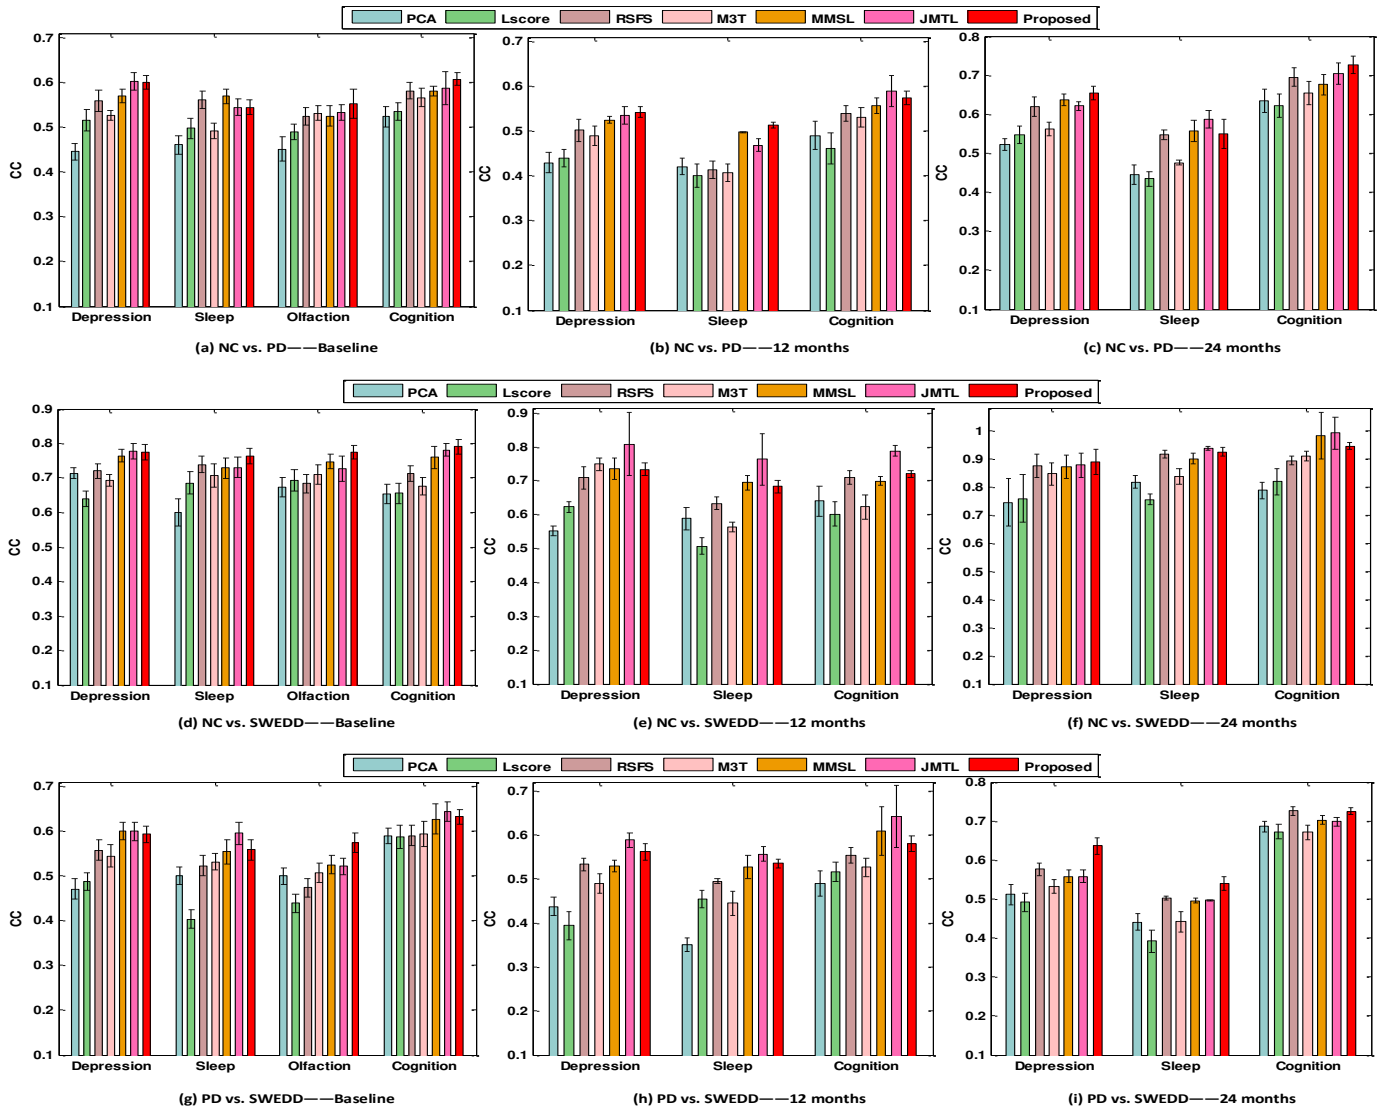 PCA Lscore RSFS M3T MMSL JMTL Proposed
0.7 0.6 0.5 0.4 0.3 0.2 0.1
CC
Depression Sleep Olfaction Cognition
(a) NC vs. PD——Baseline
0.7 0.6 0.5 0.4 0.3 0.2 0.1
CC
Depression Sleep Cognition
(b) NC vs. PD——12 months
0.8 0.7 0.6 0.5 0.4 0.3 0.2 0.1
CC
Depression Sleep Cognition
(c) NC vs. PD——24 months
PCA Lscore RSFS M3T MMSL JMTL Proposed
0.9 0.8 0.7 0.6 0.5 0.4 0.3 0.2 0.1
CC
Depression Sleep Olfaction Cognition
(d) NC vs. SWEDD——Baseline
0.9 0.8 0.7 0.6 0.5 0.4 0.3 0.2 0.1
CC
Depression Sleep Cognition
(e) NC vs. SWEDD——12 months
1 0.9 0.8 0.7 0.6 0.5 0.4 0.3 0.2 0.1
CC
Depression Sleep Cognition
(f) NC vs. SWEDD——24 months
PCA Lscore RSFS M3T MMSL JMTL Proposed
0.7 0.6 0.5 0.4 0.3 0.2 0.1
CC
Depression Sleep Olfaction Cognition
(g) PD vs. SWEDD——Baseline
0.7 0.6 0.5 0.4 0.3 0.2 0.1
CC
Depression Sleep Cognition
(h) PD vs. SWEDD——12 months
0.8 0.7 0.6 0.5 0.4 0.3 0.2 0.1
CC
Depression Sleep Cognition
(i) PD vs. SWEDD——24 months